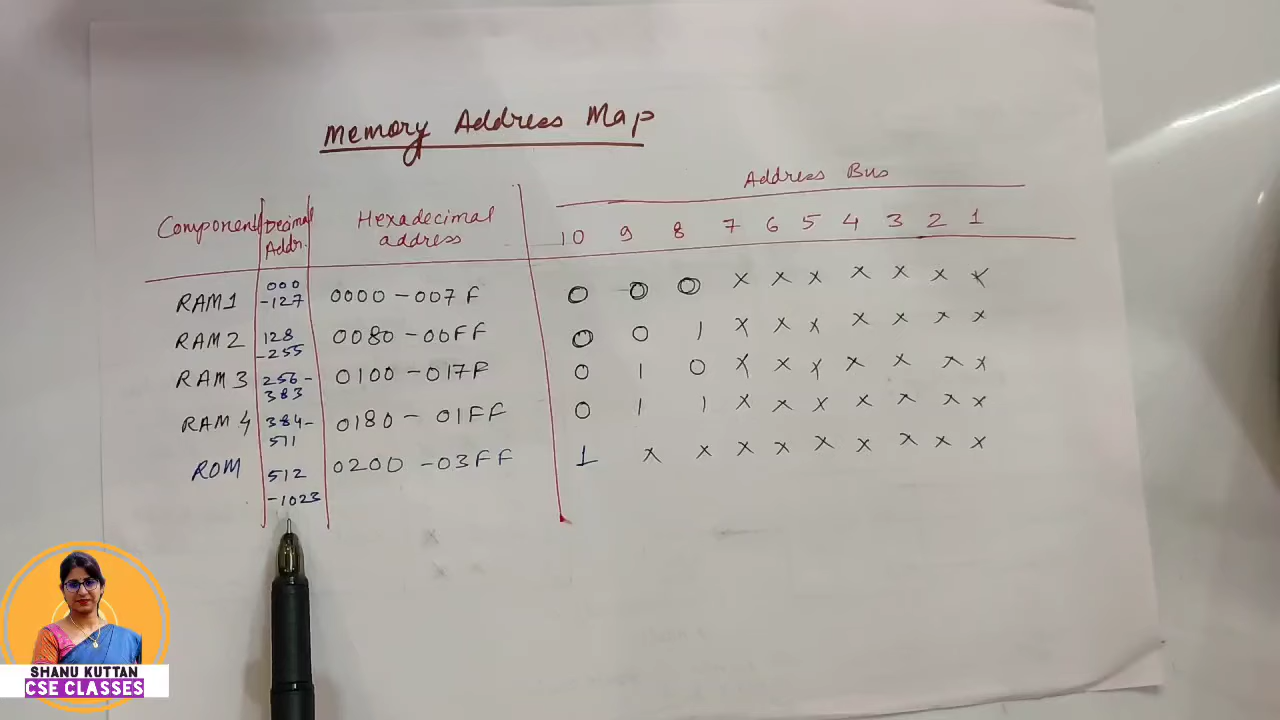 Memory Address Map
Address Bus
Component Decimal Addr. Hexadecimal address 10 9 8 7 6 5 4 3 2 1
RAM1 000 -127 0000 - 007F 0 0 0 x x x x x x x
RAM 2 128 -255 0080 - 00FF 0 0 1 x x x x x x x
RAM 3 256 - 383 0100 - 017F 0 1 0 x x x x x x x
RAM 4 384 - 511 0180 - 01FF 0 1 1 x x x x x x x
ROM 512 -1023 0200 - 03FF 1 x x x x x x x x x
SHANU KUTTAN
CSE CLASSES